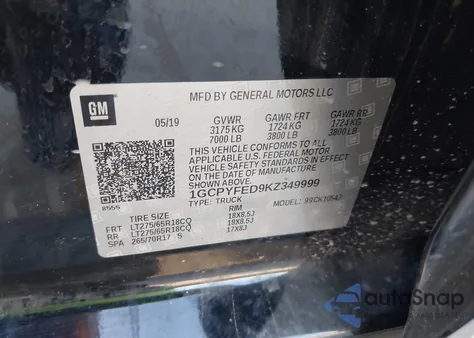 GM
MFD BY GENERAL MOTORS LLC
05/19 GVWR GAWR FRT GAWR RR
3175 KG 1724 KG 1724 KG
7000 LB 3800 LB 3800 LB
THIS VEHICLE CONFORMS TO ALL
APPLICABLE U.S. FEDERAL MOTOR
VEHICLE SAFETY STANDARDS IN
EFFECT ON THE DATE OF
MANUFACTURE SHOWN ABOVE.
1GCPYFED9KZ349999
TYPE: TRUCK MODEL:
8555
TIRE SIZE RIM
FRT LT275/65R18CQ 18X8.5J
RR LT275/65R18CQ 18X8.5J
SPA 265/70R17 S 17X8J
autoSnap